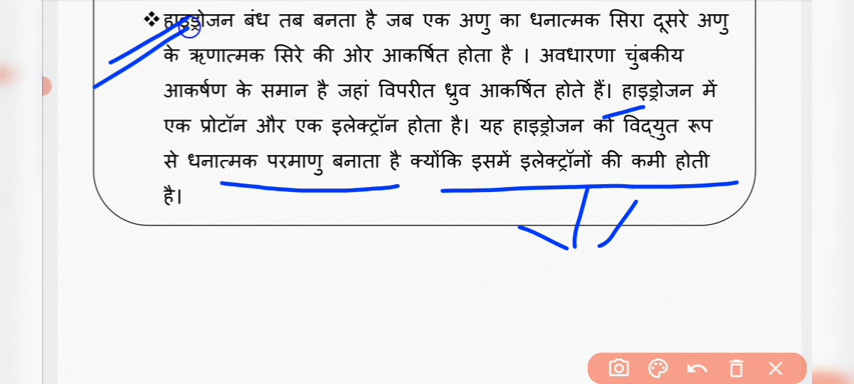 ❖हाइड्रोजन बंध तब बनता है जब एक अणु का धनात्मक सिरा दूसरे अणु
के ऋणात्मक सिरे की ओर आकर्षित होता है । अवधारणा चुंबकीय
आकर्षण के समान है जहां विपरीत ध्रुव आकर्षित होते हैं। हाइड्रोजन में
एक प्रोटॉन और एक इलेक्ट्रॉन होता है। यह हाइड्रोजन को विद्युत रूप
से धनात्मक परमाणु बनाता है क्योंकि इसमें इलेक्ट्रॉनों की कमी होती
है।